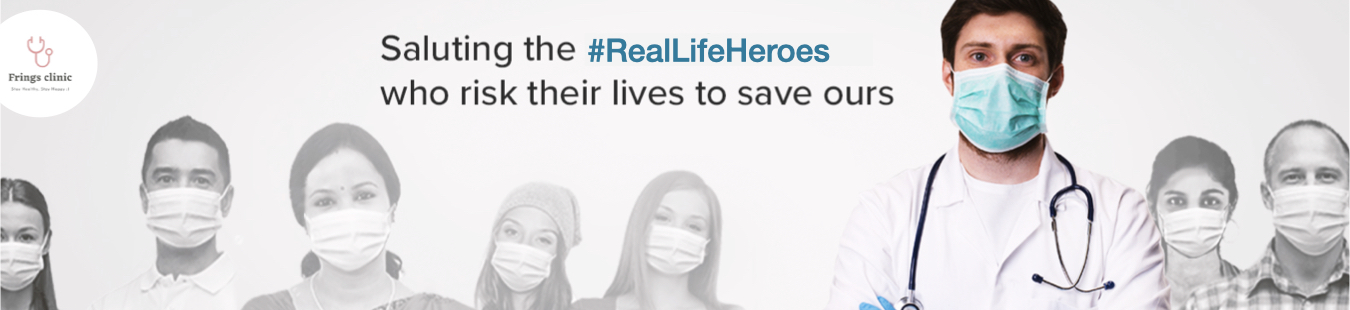 Saluting the #RealLifeHeroes
who risk their lives to save ours
Frings clinic